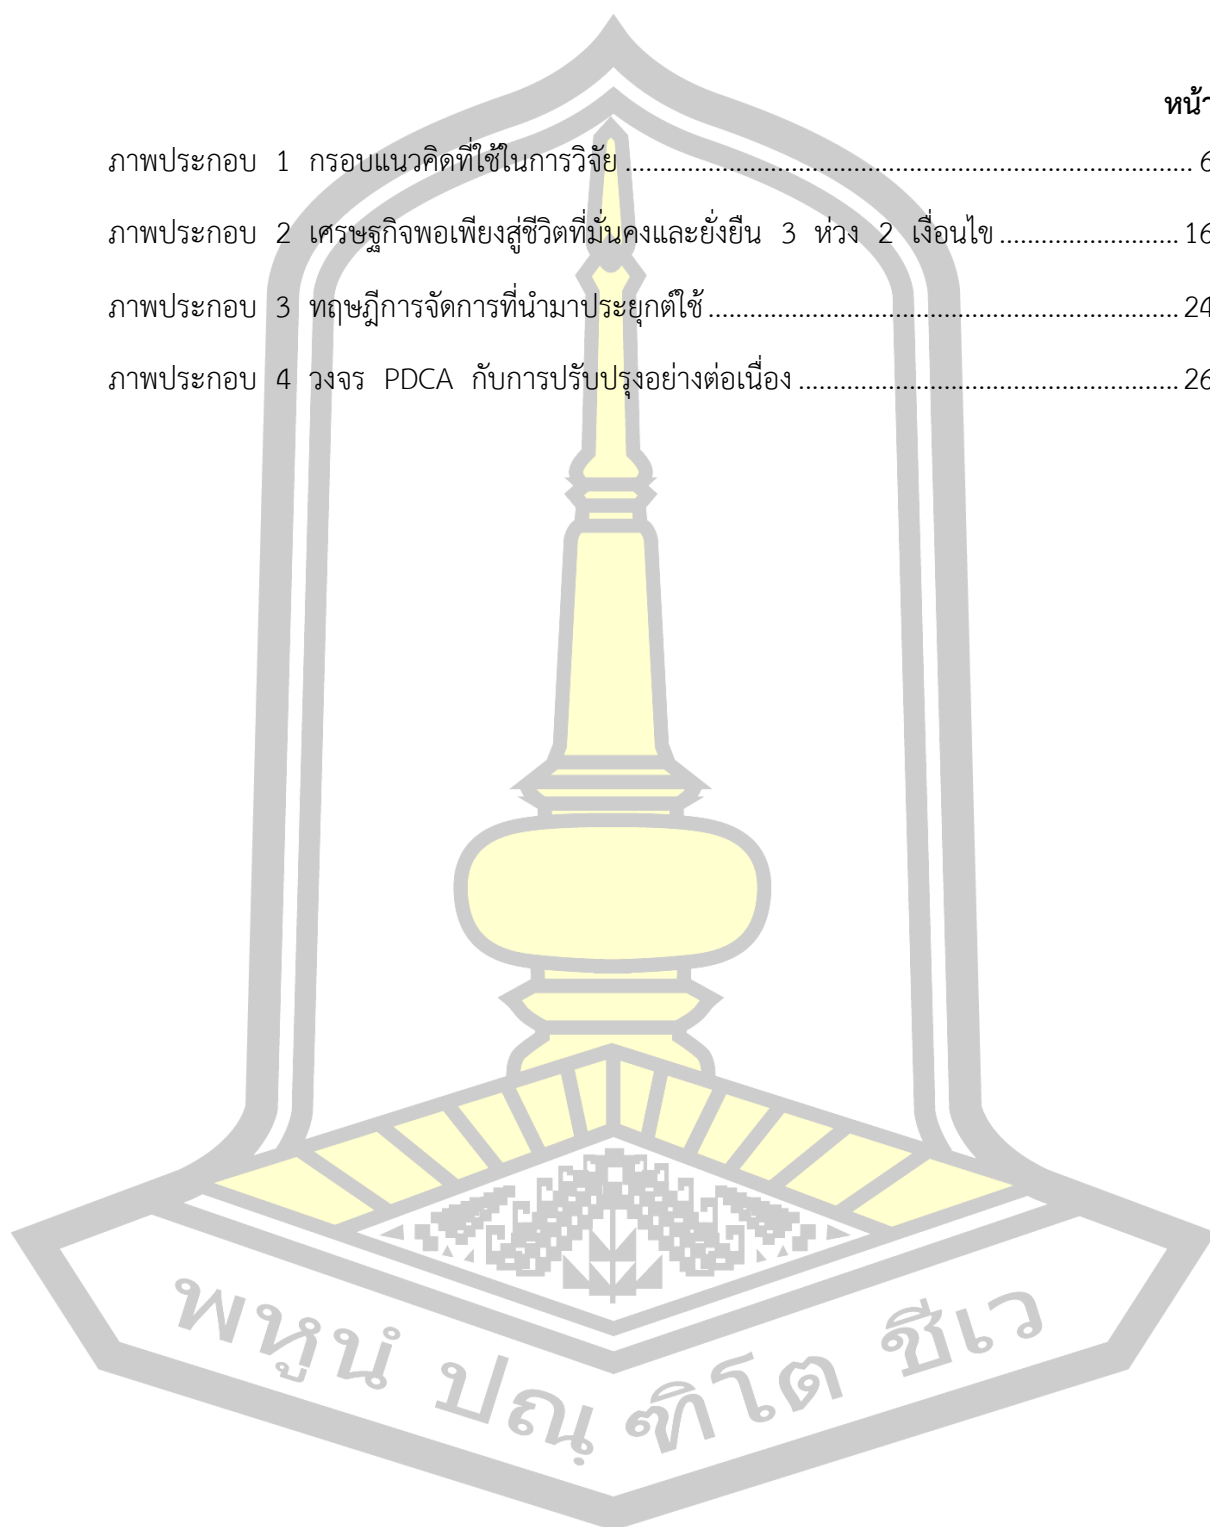 หน้า
ภาพประกอบ 1 กรอบแนวคิดที่ใช้ในการวิจัย ........................................................................ 6
ภาพประกอบ 2 เศรษฐกิจพอเพียงสู่ชีวิตที่มั่นคงและยั่งยืน 3 ห่วง 2 เงื่อนไข .......................... 16
ภาพประกอบ 3 ทฤษฎีการจัดการที่นำมาประยุกต์ใช้ .................................................................... 24
ภาพประกอบ 4 วงจร PDCA กับการปรับปรุงอย่างต่อเนื่อง ....................................................... 26
พหูนํ ปณฺฑิโต ชีเว